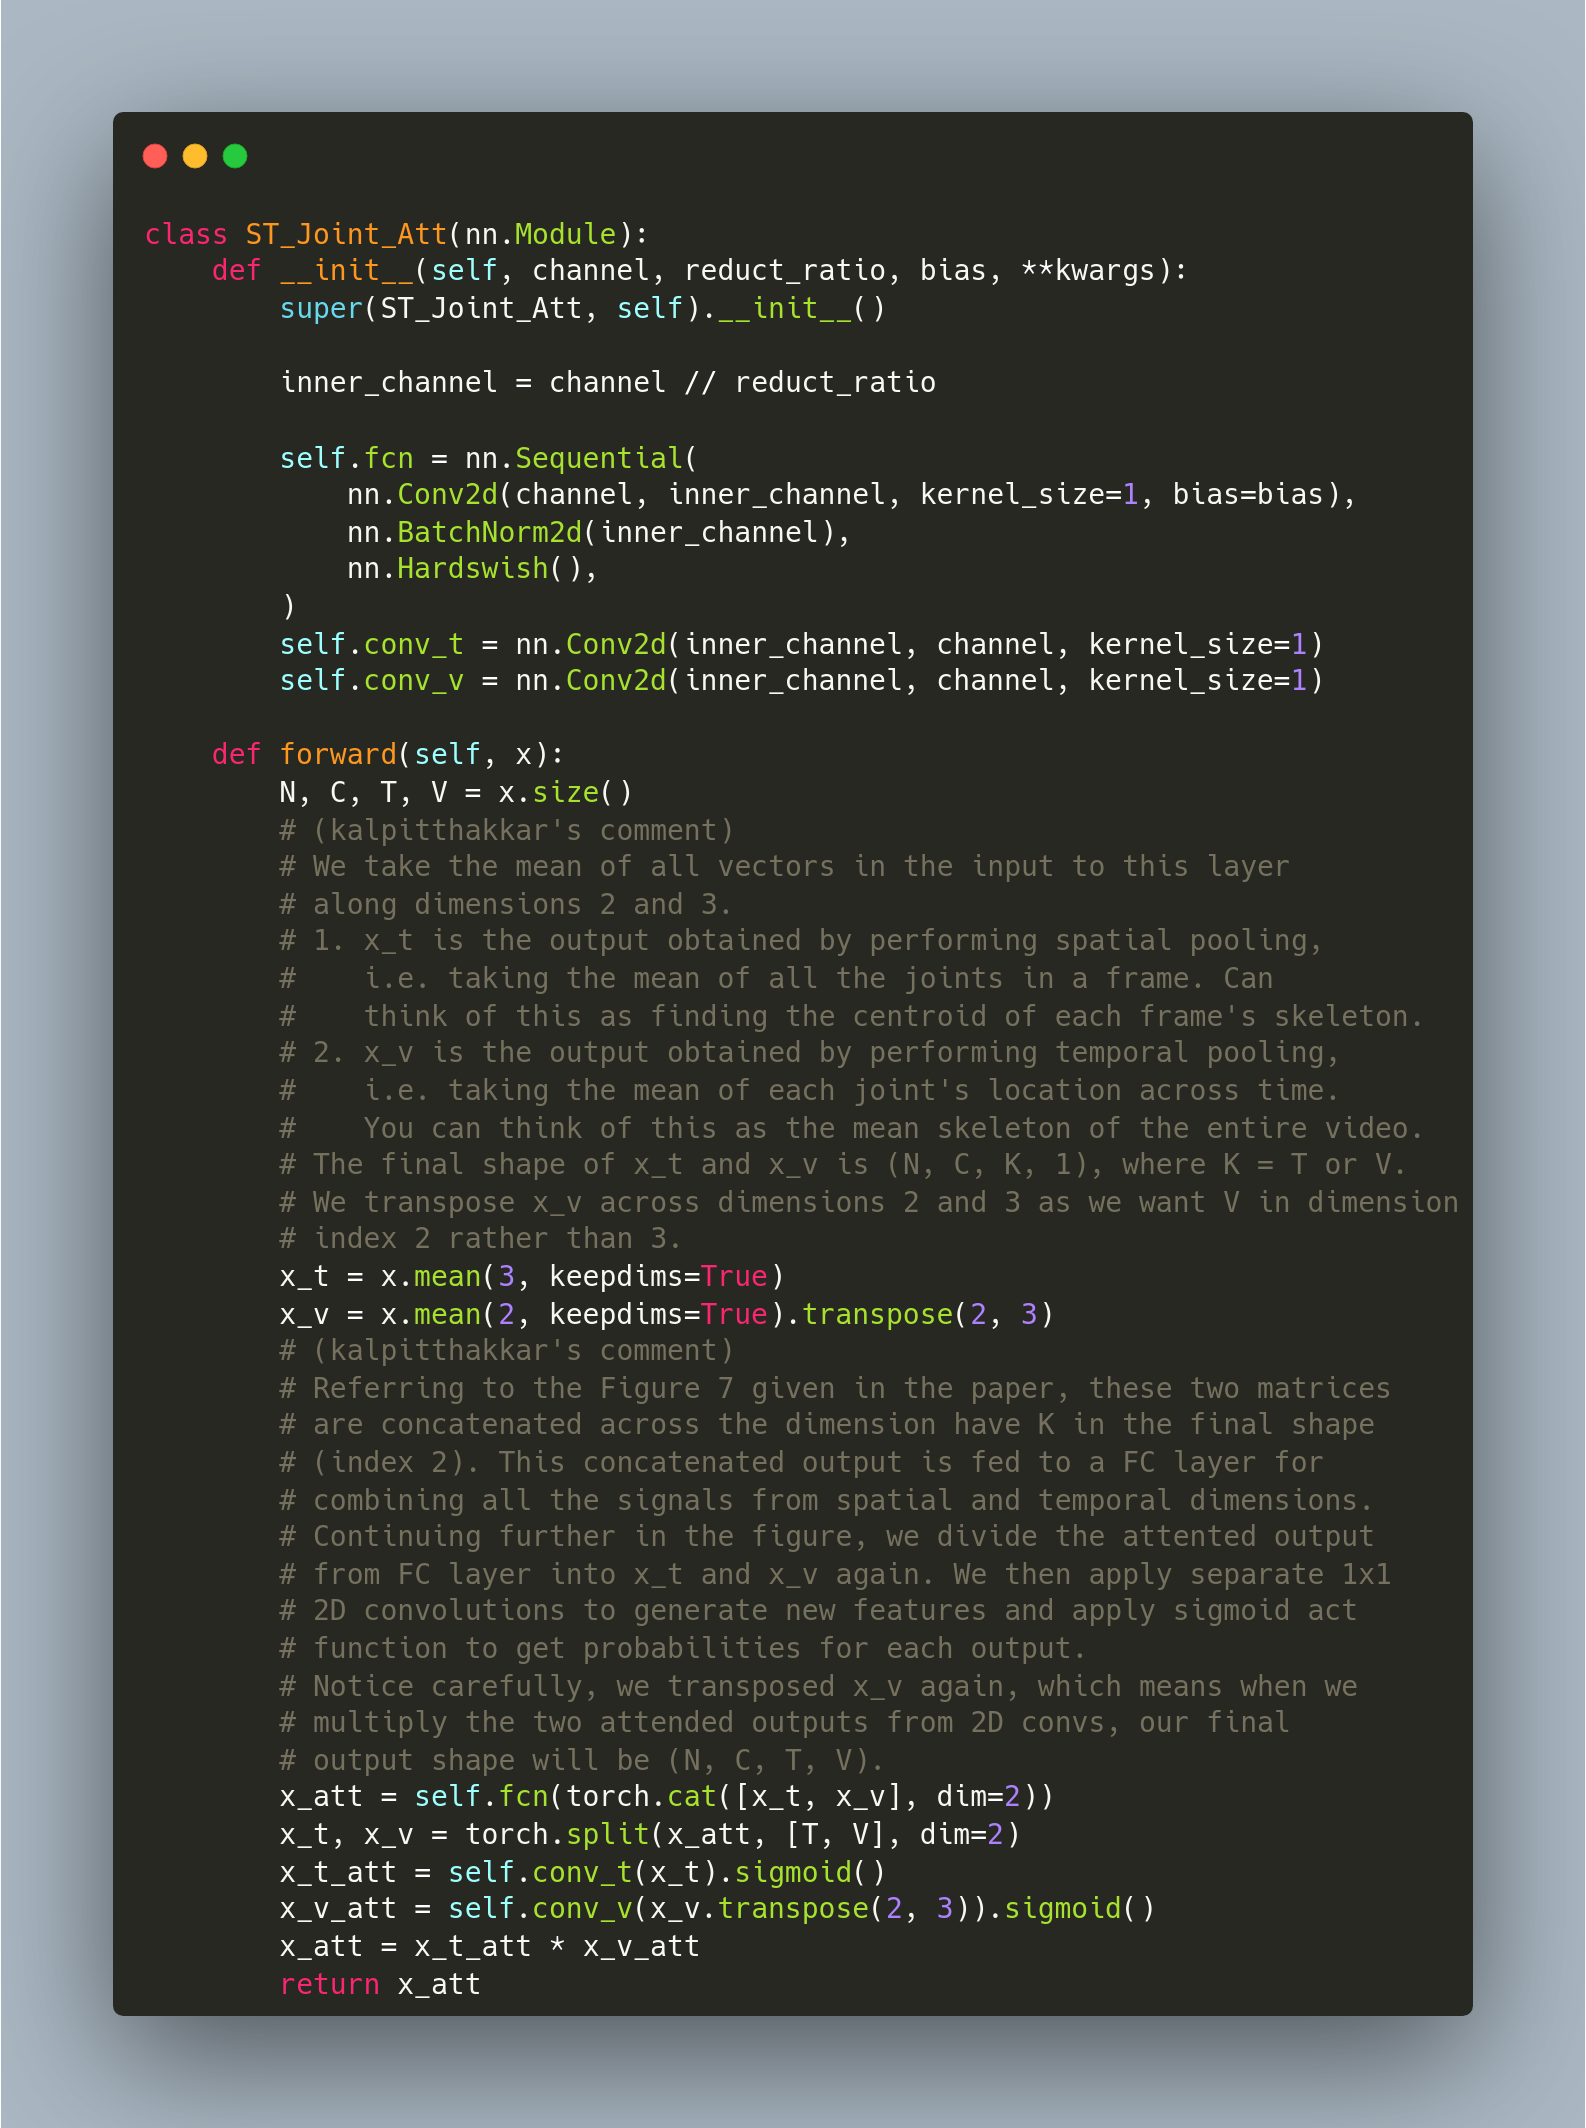 class ST_Joint_Att(nn.Module):
    def __init__(self, channel, reduct_ratio, bias, **kwargs):
        super(ST_Joint_Att, self).__init__()

        inner_channel = channel // reduct_ratio

        self.fcn = nn.Sequential(
            nn.Conv2d(channel, inner_channel, kernel_size=1, bias=bias),
            nn.BatchNorm2d(inner_channel),
            nn.Hardswish(),
        )
        self.conv_t = nn.Conv2d(inner_channel, channel, kernel_size=1)
        self.conv_v = nn.Conv2d(inner_channel, channel, kernel_size=1)

    def forward(self, x):
        N, C, T, V = x.size()
        # (kalpitthakkar's comment)
        # We take the mean of all vectors in the input to this layer
        # along dimensions 2 and 3.
        # 1. x_t is the output obtained by performing spatial pooling,
        #    i.e. taking the mean of all the joints in a frame. Can
        #    think of this as finding the centroid of each frame's skeleton.
        # 2. x_v is the output obtained by performing temporal pooling,
        #    i.e. taking the mean of each joint's location across time.
        #    You can think of this as the mean skeleton of the entire video.
        # The final shape of x_t and x_v is (N, C, K, 1), where K = T or V.
        # We transpose x_v across dimensions 2 and 3 as we want V in dimension
        # index 2 rather than 3.
        x_t = x.mean(3, keepdims=True)
        x_v = x.mean(2, keepdims=True).transpose(2, 3)
        # (kalpitthakkar's comment)
        # Referring to the Figure 7 given in the paper, these two matrices
        # are concatenated across the dimension have K in the final shape
        # (index 2). This concatenated output is fed to a FC layer for
        # combining all the signals from spatial and temporal dimensions.
        # Continuing further in the figure, we divide the attented output
        # from FC layer into x_t and x_v again. We then apply separate 1x1
        # 2D convolutions to generate new features and apply sigmoid act
        # function to get probabilities for each output.
        # Notice carefully, we transposed x_v again, which means when we
        # multiply the two attended outputs from 2D convs, our final
        # output shape will be (N, C, T, V).
        x_att = self.fcn(torch.cat([x_t, x_v], dim=2))
        x_t, x_v = torch.split(x_att, [T, V], dim=2)
        x_t_att = self.conv_t(x_t).sigmoid()
        x_v_att = self.conv_v(x_v.transpose(2, 3)).sigmoid()
        x_att = x_t_att * x_v_att
        return x_att